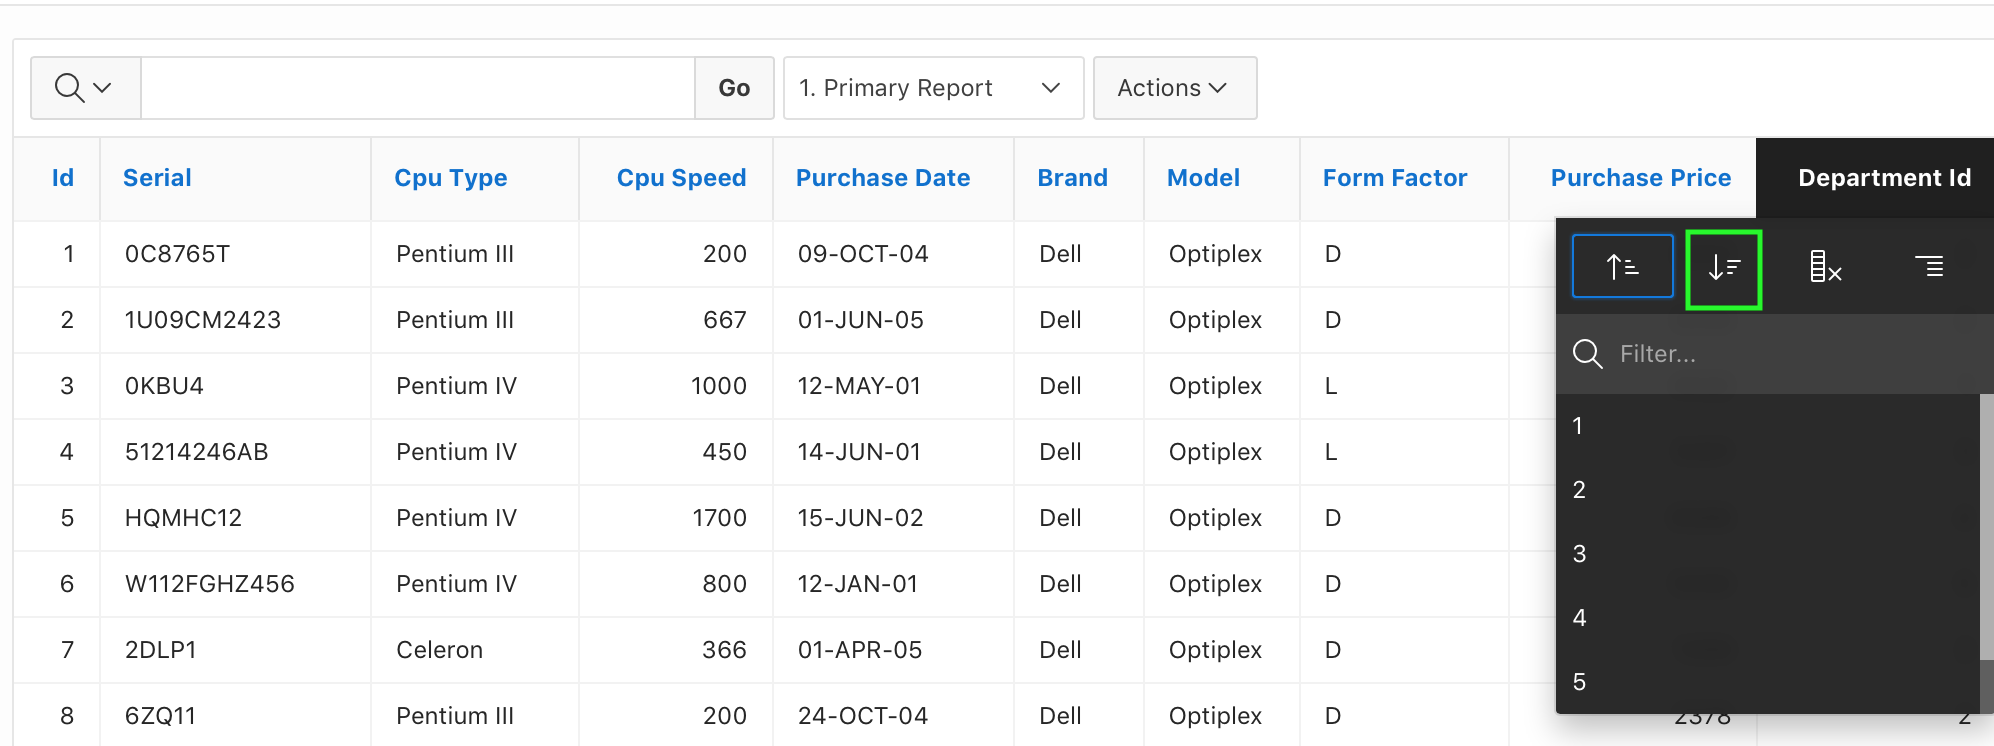 Go 1. Primary Report Actions
Id Serial Cpu Type Cpu Speed Purchase Date Brand Model Form Factor Purchase Price Department Id
1 0C8765T Pentium III 200 09-OCT-04 Dell Optiplex D
2 1U09CM2423 Pentium III 667 01-JUN-05 Dell Optiplex D
Filter...
3 0KBU4 Pentium IV 1000 12-MAY-01 Dell Optiplex L
1
4 51214246AB Pentium IV 450 14-JUN-01 Dell Optiplex L
2
5 HQMHC12 Pentium IV 1700 15-JUN-02 Dell Optiplex D
3
6 W112FGHZ456 Pentium IV 800 12-JAN-01 Dell Optiplex D
4
7 2DLP1 Celeron 366 01-APR-05 Dell Optiplex D
5
8 6ZQ11 Pentium III 200 24-OCT-04 Dell Optiplex D 2378 2